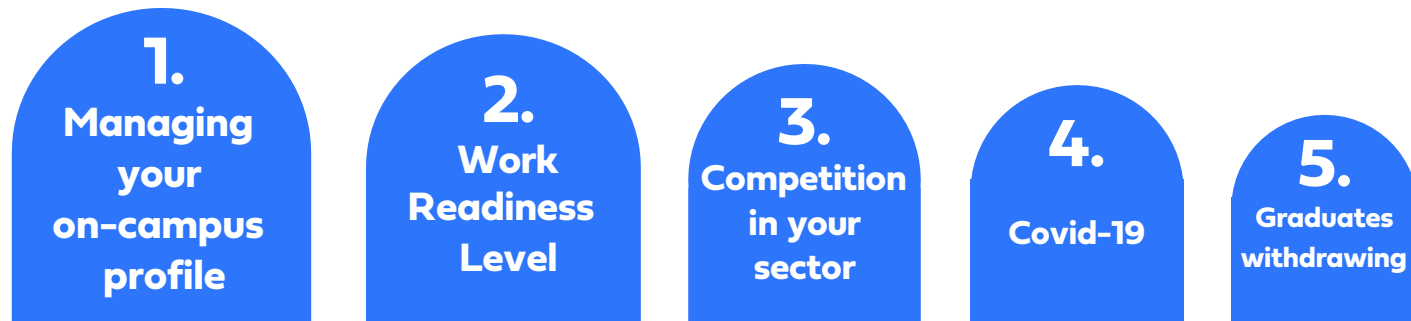 1.
Managing
your
on-campus
profile
2.
Work
Readiness
Level
3.
Competition
in your
sector
4.
Covid-19
5.
Graduates
withdrawing